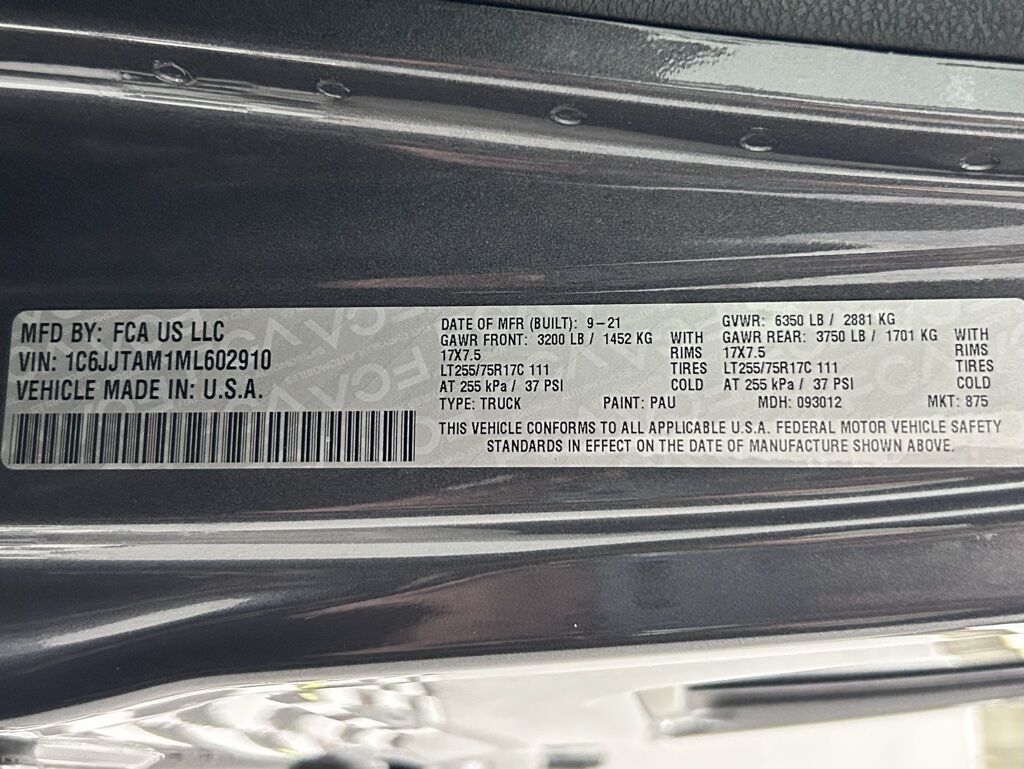 MFD BY: FCA US LLC
VIN: 1C6JJTAM1ML602910
VEHICLE MADE IN: U.S.A.
DATE OF MFR (BUILT): 9-21
GAWR FRONT: 3200 LB / 1452 KG WITH
17X7.5 RIMS
LT255/75R17C 111 TIRES
AT 255 kPa / 37 PSI COLD
GVWR: 6350 LB / 2881 KG
GAWR REAR: 3750 LB / 1701 KG WITH
17X7.5 RIMS
LT255/75R17C 111 TIRES
AT 255 kPa / 37 PSI COLD
TYPE: TRUCK PAINT: PAU MDH: 093012 MKT: 875
THIS VEHICLE CONFORMS TO ALL APPLICABLE U.S.A. FEDERAL MOTOR VEHICLE SAFETY
STANDARDS IN EFFECT ON THE DATE OF MANUFACTURE SHOWN ABOVE.